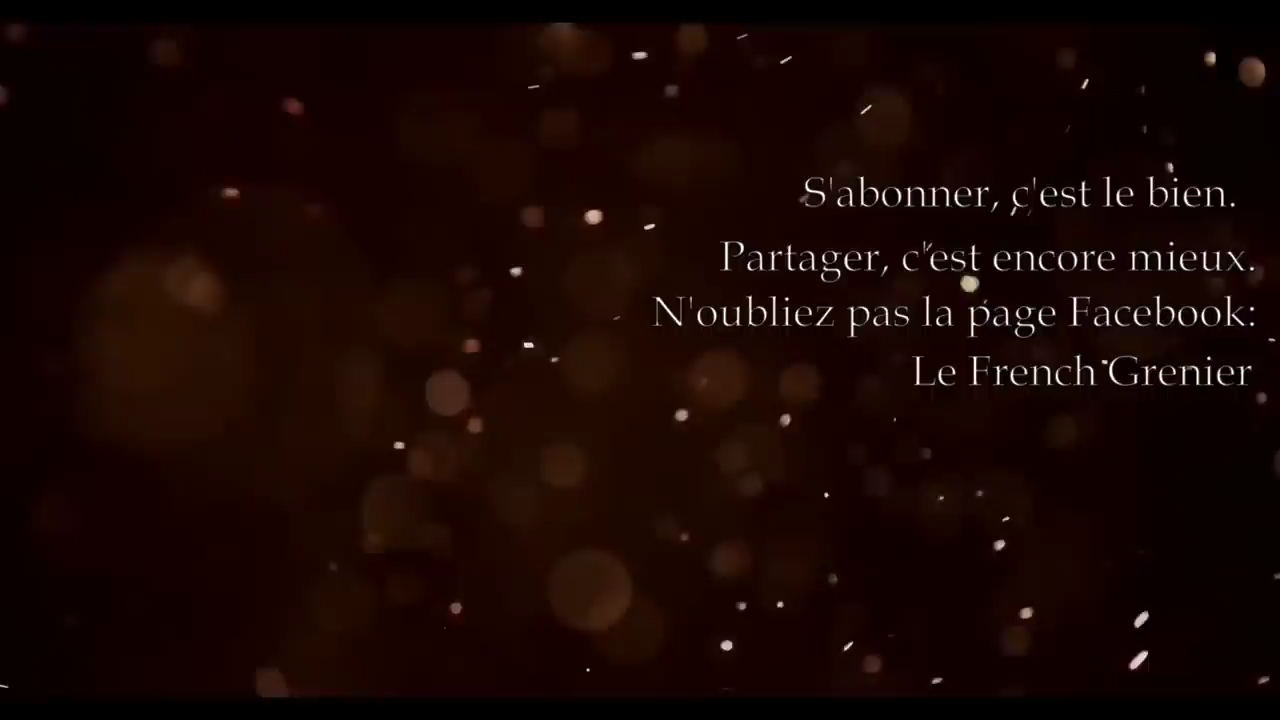 S'abonner, c'est le bien.
Partager, c'est encore mieux.
N'oubliez pas la page Facebook:
Le French Grenier